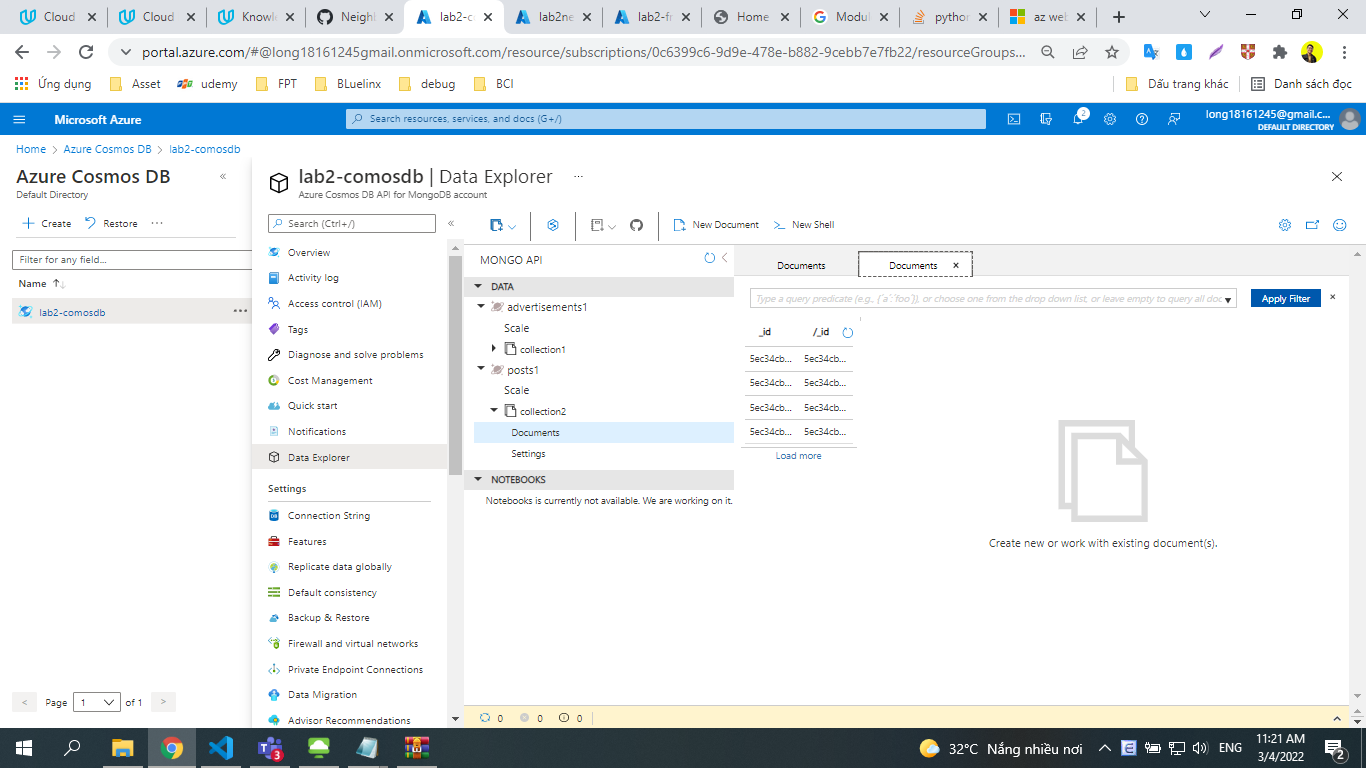 Cloud
Cloud
Knowl
Neighl
lab2-c
lab2ne
lab2-fr
Home
Modul
python
az web
portal.azure.com/#@long18161245gmail.onmicrosoft.com/resource/subscriptions/0c6399c6-9d9e-478e-b882-9cebb7e7fb22/resourceGroups...
Ứng dụng
Asset
udemy
FPT
BLuelinx
debug
BCI
Dấu trang khác
Danh sách đọc
Microsoft Azure
Search resources, services, and docs (G+/)
2
long18161245@gmail.c...
DEFAULT DIRECTORY
Home > Azure Cosmos DB > lab2-comosdb
Azure Cosmos DB
Default Directory
Create
Restore
Filter for any field...
Name
lab2-comosdb
Page 1 of 1
lab2-comosdb | Data Explorer
Azure Cosmos DB API for MongoDB account
Search (Ctrl+/)
Overview
Activity log
Access control (IAM)
Tags
Diagnose and solve problems
Cost Management
Quick start
Notifications
Data Explorer
Settings
Connection String
Features
Replicate data globally
Default consistency
Backup & Restore
Firewall and virtual networks
Private Endpoint Connections
Data Migration
Advisor Recommendations
New Document
New Shell
MONGO API
DATA
advertisements1
Scale
collection1
posts1
Scale
collection2
Documents
Settings
NOTEBOOKS
Notebooks is currently not available. We are working on it.
Documents
Documents
Type a query predicate (e.g., {´a´:´foo´}), or choose one from the drop down list, or leave empty to query all doc
Apply Filter
_id /_id
5ec34cb... 5ec34cb...
5ec34cb... 5ec34cb...
5ec34cb... 5ec34cb...
5ec34cb... 5ec34cb...
Load more
Create new or work with existing document(s).
0 0 0
3
32°C Nắng nhiều nơi
ENG
11:21 AM
3/4/2022
2